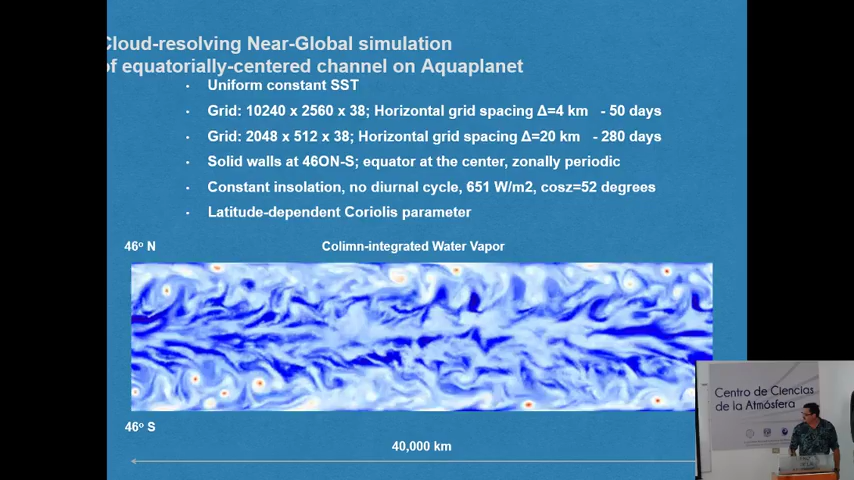 Cloud-resolving Near-Global simulation
of equatorially-centered channel on Aquaplanet
• Uniform constant SST
• Grid: 10240 x 2560 x 38; Horizontal grid spacing Δ=4 km - 50 days
• Grid: 2048 x 512 x 38; Horizontal grid spacing Δ=20 km - 280 days
• Solid walls at 46ON-S; equator at the center, zonally periodic
• Constant insolation, no diurnal cycle, 651 W/m2, cosz=52 degrees
• Latitude-dependent Coriolis parameter
46º N
Colimn-integrated Water Vapor
46º S
40,000 km
Centro de Ciencias
de la Atmósfera